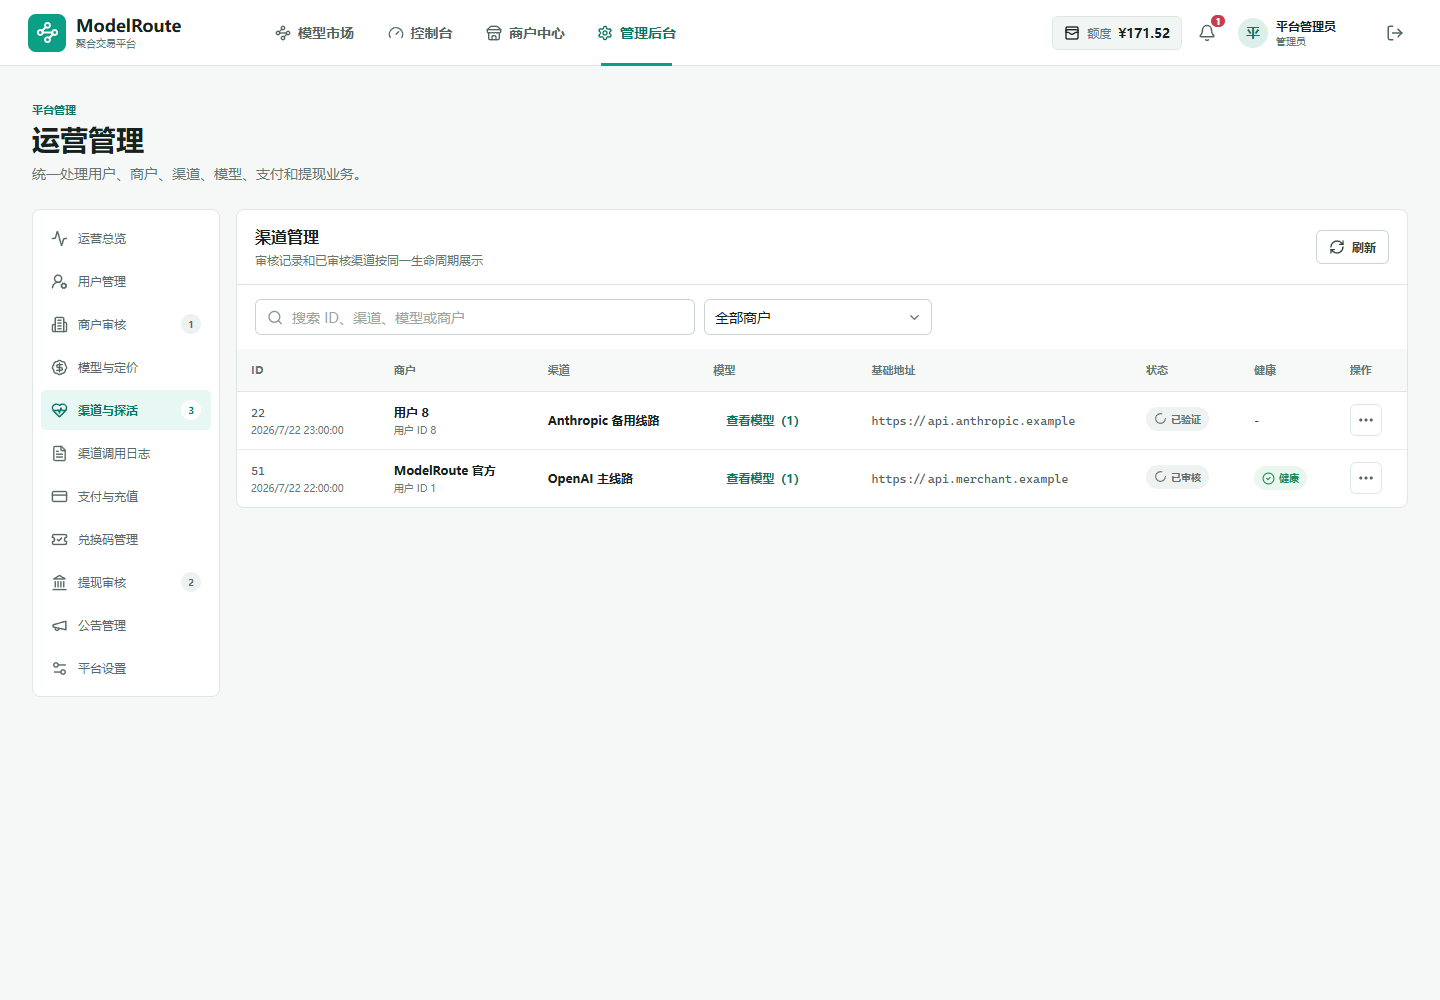 ModelRoute
聚合交易平台
模型市场
控制台
商户中心
管理后台
额度 ¥171.52
1
平
平台管理员
管理员
平台管理
运营管理
统一处理用户、商户、渠道、模型、支付和提现业务。
运营总览
用户管理
商户审核 1
模型与定价
渠道与探活 3
渠道调用日志
支付与充值
兑换码管理
提现审核 2
公告管理
平台设置
渠道管理
审核记录和已审核渠道按同一生命周期展示
刷新
搜索 ID、渠道、模型或商户
全部商户
ID 商户 渠道 模型 基础地址 状态 健康 操作
22
2026/7/22 23:00:00
用户 8
用户 ID 8
Anthropic 备用线路
查看模型 (1)
https://api.anthropic.example
已验证
-
51
2026/7/22 22:00:00
ModelRoute 官方
用户 ID 1
OpenAI 主线路
查看模型 (1)
https://api.merchant.example
已审核
健康